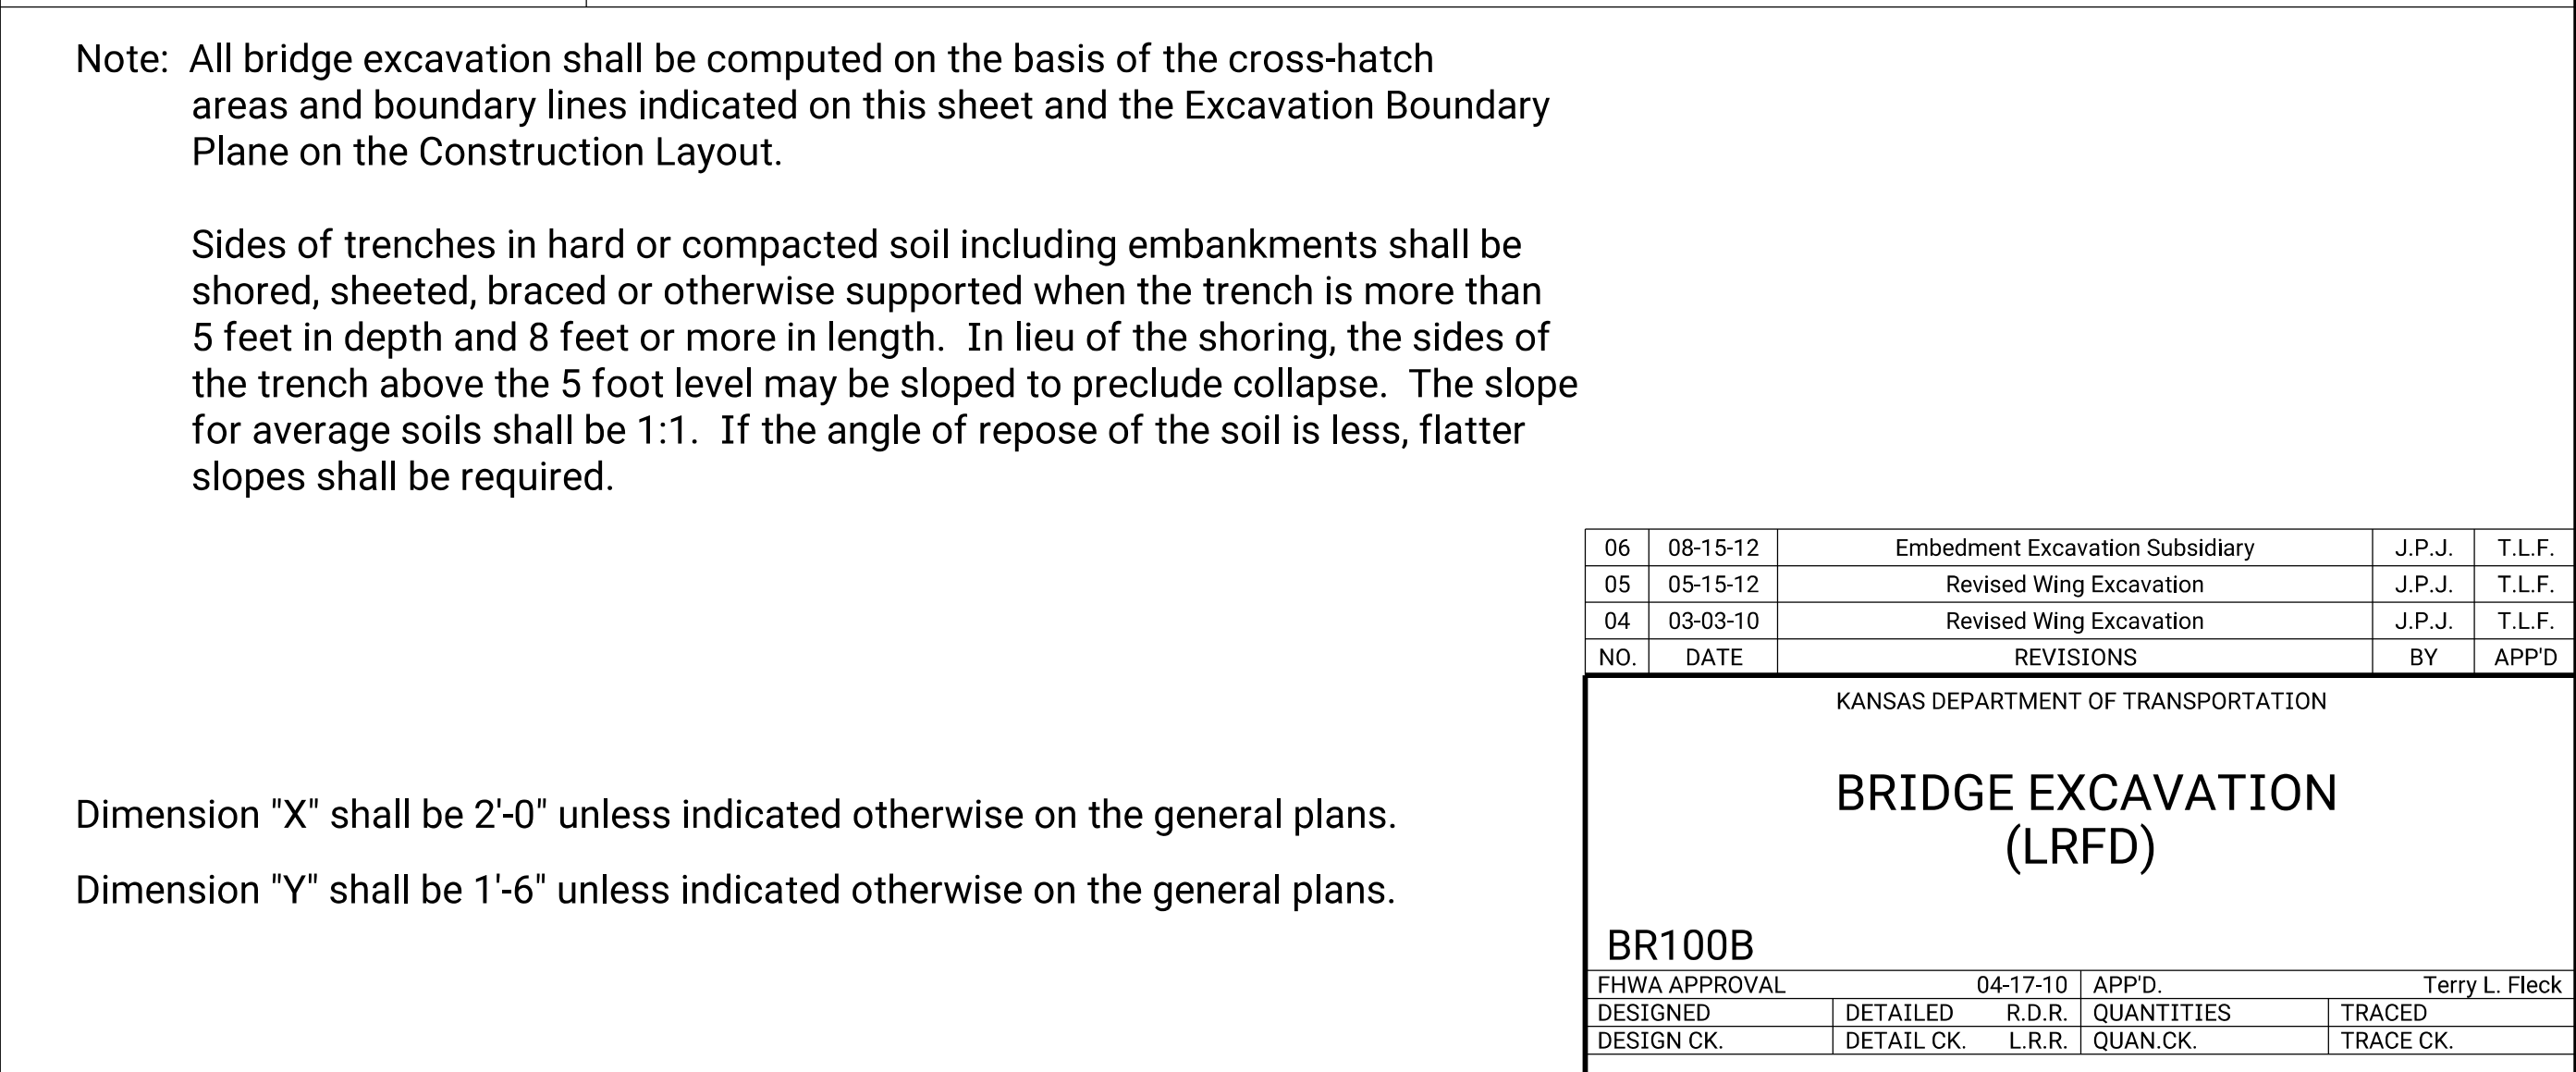 Note: All bridge excavation shall be computed on the basis of the cross-hatch
areas and boundary lines indicated on this sheet and the Excavation Boundary
Plane on the Construction Layout.
Sides of trenches in hard or compacted soil including embankments shall be
shored, sheeted, braced or otherwise supported when the trench is more than
5 feet in depth and 8 feet or more in length. In lieu of the shoring, the sides of
the trench above the 5 foot level may be sloped to preclude collapse. The slope
for average soils shall be 1:1. If the angle of repose of the soil is less, flatter
slopes shall be required.
Dimension "X" shall be 2'-0" unless indicated otherwise on the general plans.
Dimension "Y" shall be 1'-6" unless indicated otherwise on the general plans.
06 08-15-12 Embedment Excavation Subsidiary J.P.J. T.L.F.
05 05-15-12 Revised Wing Excavation J.P.J. T.L.F.
04 03-03-10 Revised Wing Excavation J.P.J. T.L.F.
NO. DATE REVISIONS BY APP'D
KANSAS DEPARTMENT OF TRANSPORTATION
BRIDGE EXCAVATION
(LRFD)
BR100B
FHWA APPROVAL 04-17-10 APP'D. Terry L. Fleck
DESIGNED DETAILED R.D.R. QUANTITIES TRACED
DESIGN CK. DETAIL CK. L.R.R. QUAN.CK. TRACE CK.